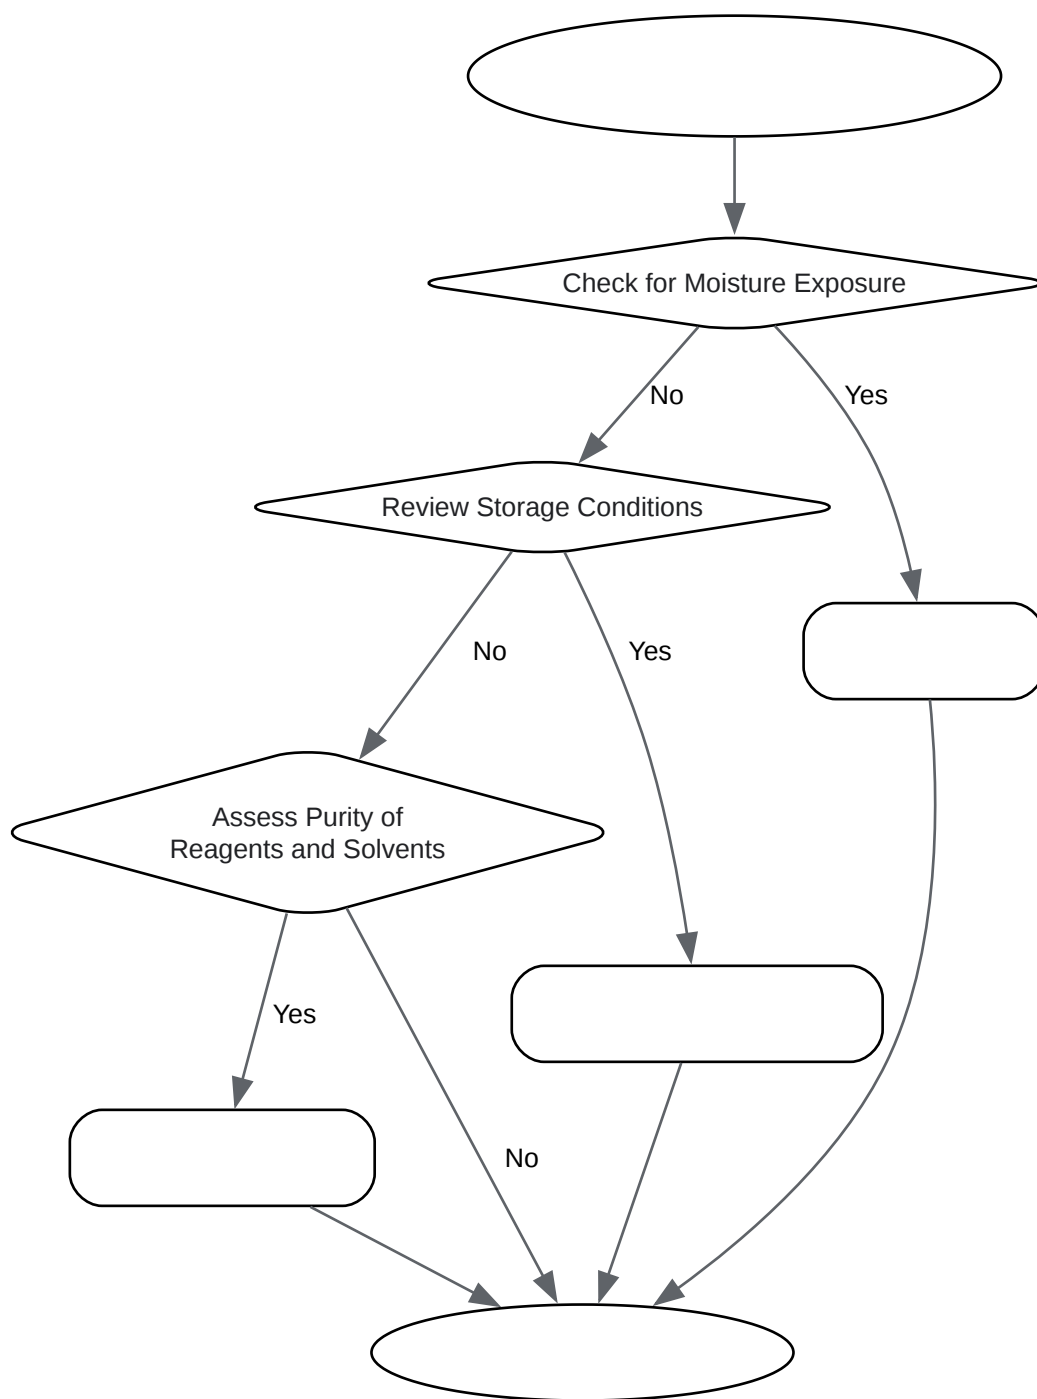 Check for Moisture Exposure
No
Yes
Review Storage Conditions
No
Yes
Assess Purity of
Reagents and Solvents
Yes
No